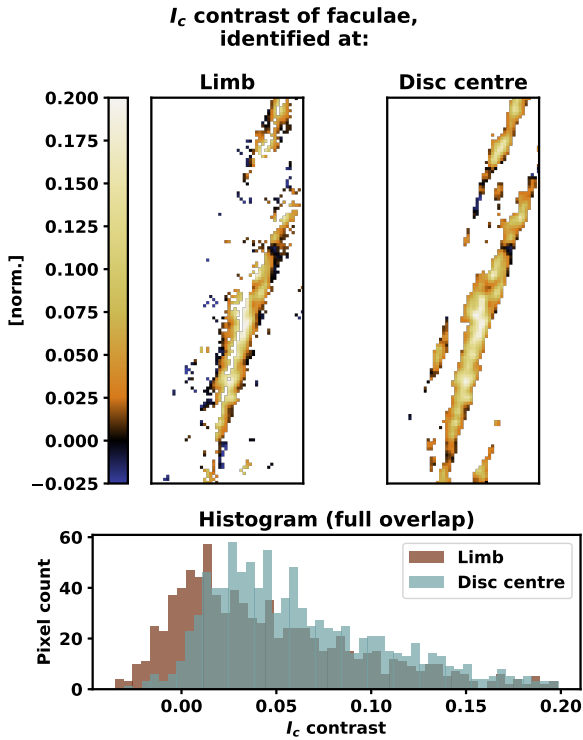 I_c contrast of faculae,
identified at:
Limb
Disc centre
0.200
0.175
0.150
0.125
0.100
0.075
0.050
0.025
0.000
−0.025
[norm.]
Histogram (full overlap)
60
40
20
0
Pixel count
Limb
Disc centre
0.00
0.05
0.10
0.15
0.20
I_c contrast